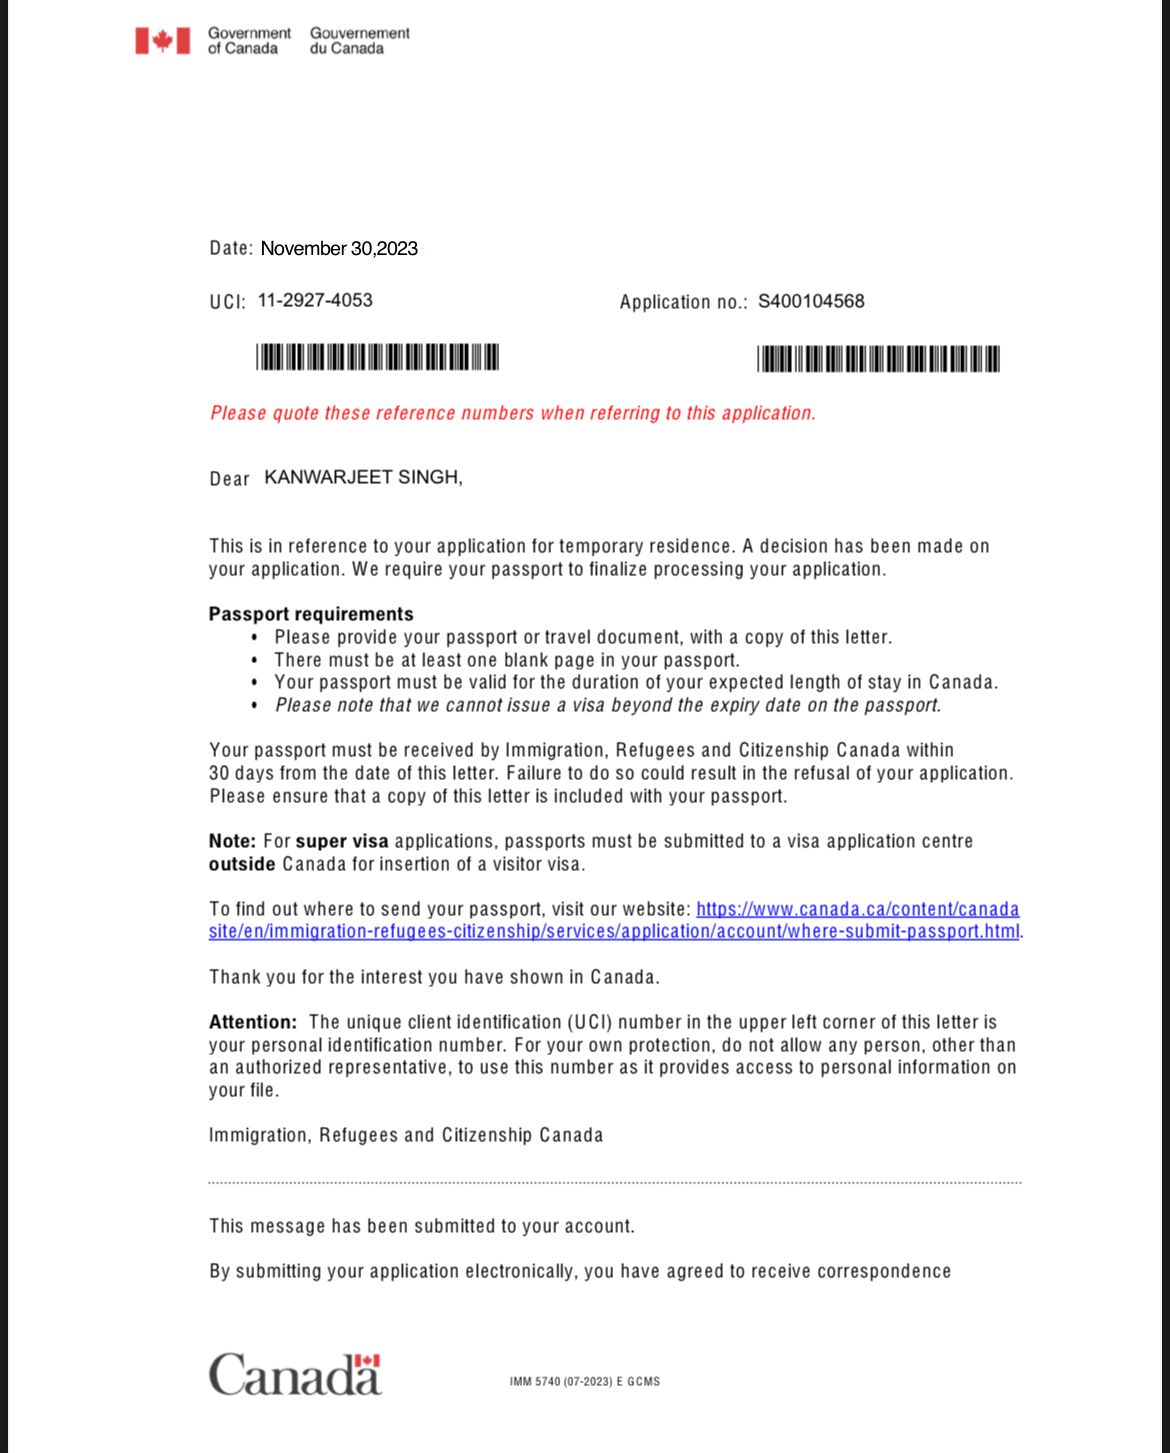 Government Gouvernement
of Canada du Canada
Date: November 30,2023
UCI: 11-2927-4053 Application no.: S400104568
Please quote these reference numbers when referring to this application.
Dear KANWARJEET SINGH,
This is in reference to your application for temporary residence. A decision has been made on
your application. We require your passport to finalize processing your application.
Passport requirements
• Please provide your passport or travel document, with a copy of this letter.
• There must be at least one blank page in your passport.
• Your passport must be valid for the duration of your expected length of stay in Canada.
• Please note that we cannot issue a visa beyond the expiry date on the passport.
Your passport must be received by Immigration, Refugees and Citizenship Canada within
30 days from the date of this letter. Failure to do so could result in the refusal of your application.
Please ensure that a copy of this letter is included with your passport.
Note: For super visa applications, passports must be submitted to a visa application centre
outside Canada for insertion of a visitor visa.
To find out where to send your passport, visit our website: https://www.canada.ca/content/canada
site/en/immigration-refugees-citizenship/services/application/account/where-submit-passport.html.
Thank you for the interest you have shown in Canada.
Attention: The unique client identification (UCI) number in the upper left corner of this letter is
your personal identification number. For your own protection, do not allow any person, other than
an authorized representative, to use this number as it provides access to personal information on
your file.
Immigration, Refugees and Citizenship Canada
This message has been submitted to your account.
By submitting your application electronically, you have agreed to receive correspondence
Canada
IMM 5740 (07-2023) E GCMS